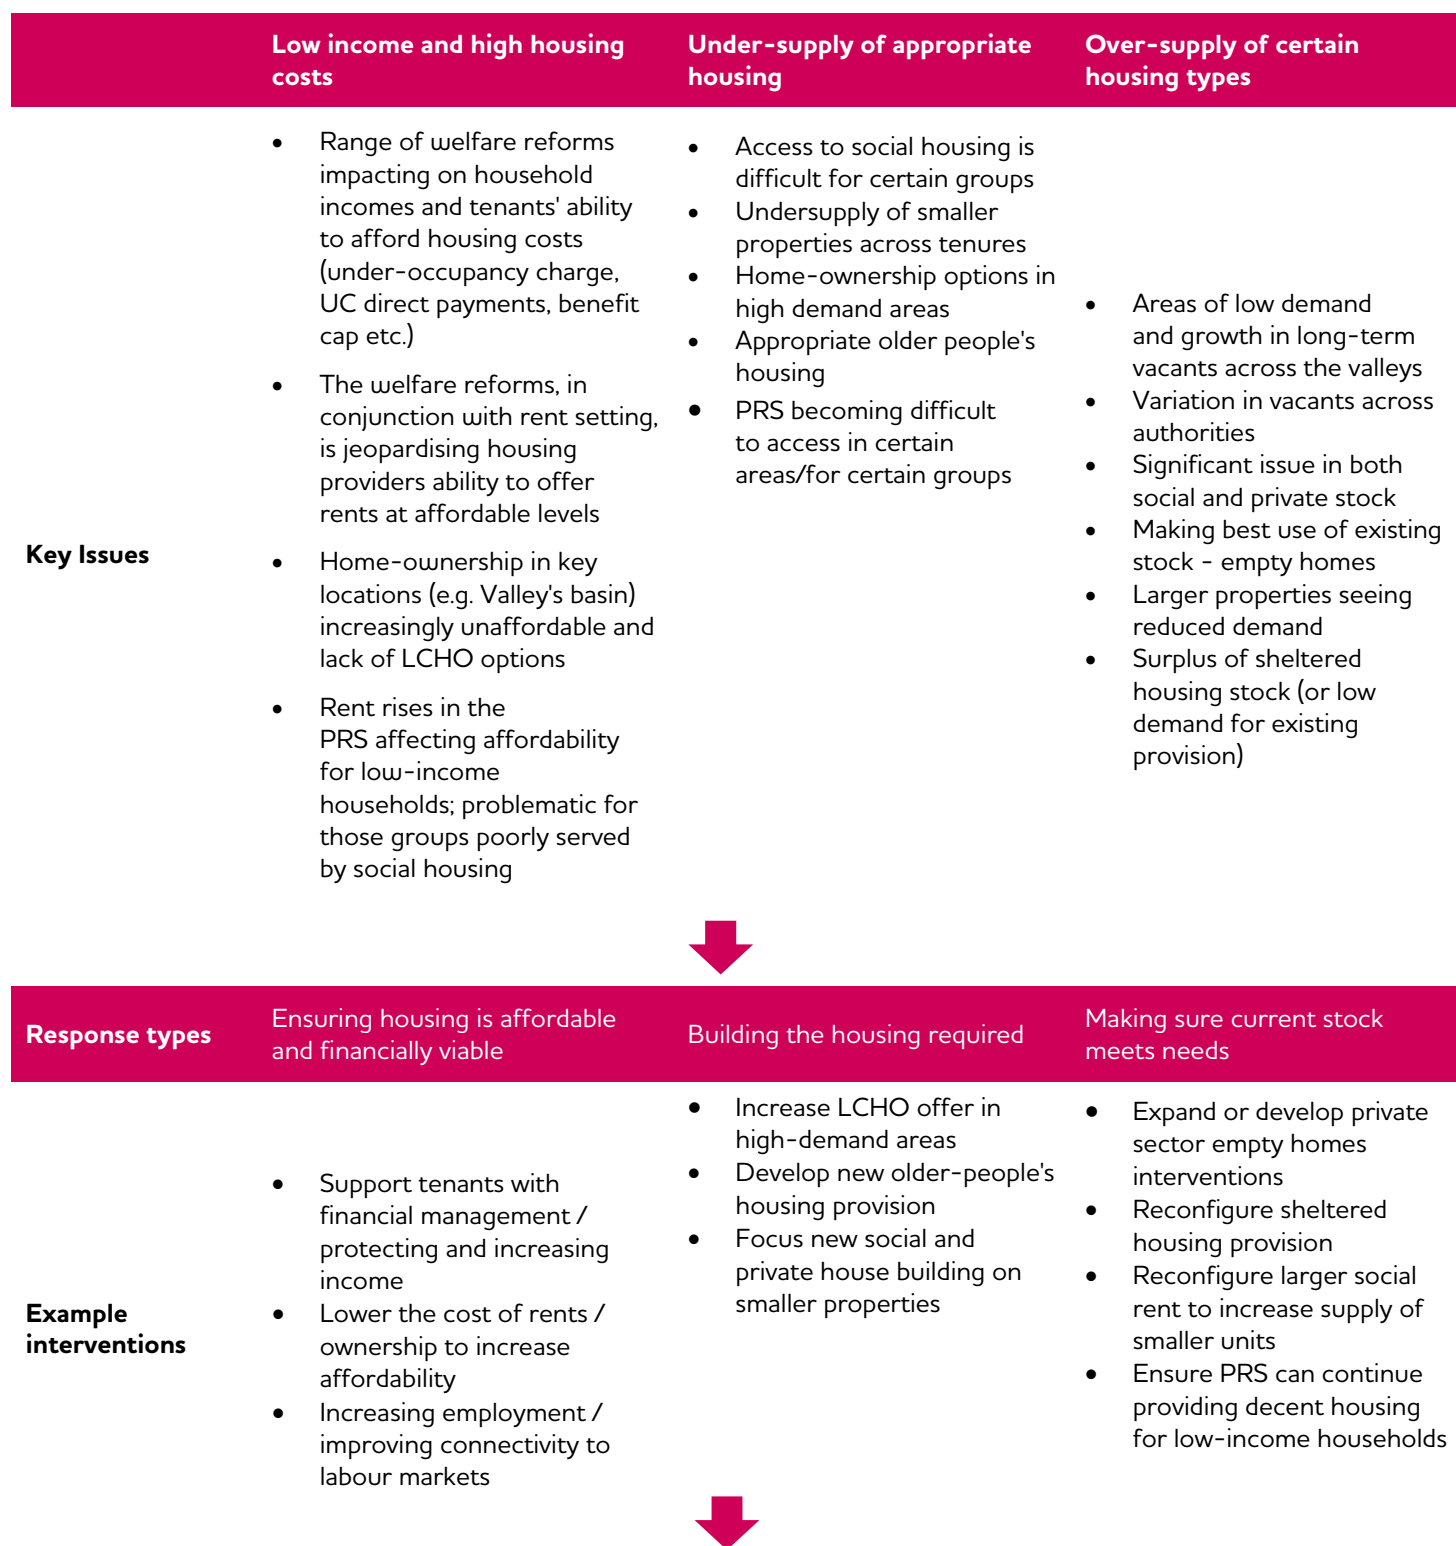 Low income and high housing
costs
Under-supply of appropriate
housing
Over-supply of certain
housing types
Key Issues
• Range of welfare reforms
impacting on household
incomes and tenants' ability
to afford housing costs
(under-occupancy charge,
UC direct payments, benefit
cap etc.)
• The welfare reforms, in
conjunction with rent setting,
is jeopardising housing
providers ability to offer
rents at affordable levels
• Home-ownership in key
locations (e.g. Valley's basin)
increasingly unaffordable and
lack of LCHO options
• Rent rises in the
PRS affecting affordability
for low-income
households; problematic for
those groups poorly served
by social housing
• Access to social housing is
difficult for certain groups
• Undersupply of smaller
properties across tenures
• Home-ownership options in
high demand areas
• Appropriate older people's
housing
• PRS becoming difficult
to access in certain
areas/for certain groups
• Areas of low demand
and growth in long-term
vacants across the valleys
• Variation in vacants across
authorities
• Significant issue in both
social and private stock
• Making best use of existing
stock - empty homes
• Larger properties seeing
reduced demand
• Surplus of sheltered
housing stock (or low
demand for existing
provision)
Response types
Ensuring housing is affordable
and financially viable
Building the housing required
Making sure current stock
meets needs
Example
interventions
• Support tenants with
financial management /
protecting and increasing
income
• Lower the cost of rents /
ownership to increase
affordability
• Increasing employment /
improving connectivity to
labour markets
• Increase LCHO offer in
high-demand areas
• Develop new older-people's
housing provision
• Focus new social and
private house building on
smaller properties
• Expand or develop private
sector empty homes
interventions
• Reconfigure sheltered
housing provision
• Reconfigure larger social
rent to increase supply of
smaller units
• Ensure PRS can continue
providing decent housing
for low-income households